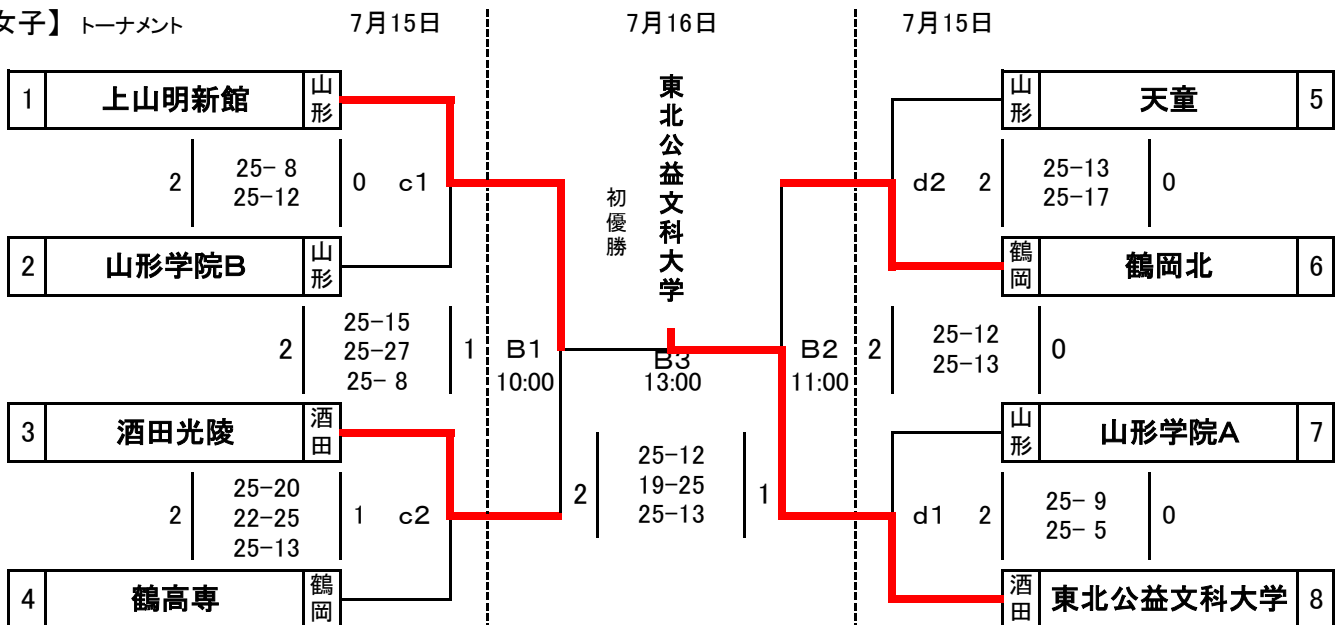 女子】 トーナメント 7月15日 7月16日 7月15日
1 上山明新館 山形
2 25- 8 0 c1
25-12
2 山形学院B 山形
2 25-15 1 B1
25-27 10:00
25- 8
3 酒田光陵 酒田
2 25-20 1 c2
22-25
25-13
4 鶴高専 鶴岡
東北公益文科大学
初優勝
B3
13:00
2 25-12 1
19-25
25-13
山形 天童 5
d2 2 25-13 0
25-17
鶴岡 鶴岡北 6
B2 2 25-12 0
11:00 25-13
山形 山形学院A 7
d1 2 25- 9 0
25- 5
酒田 東北公益文科大学 8